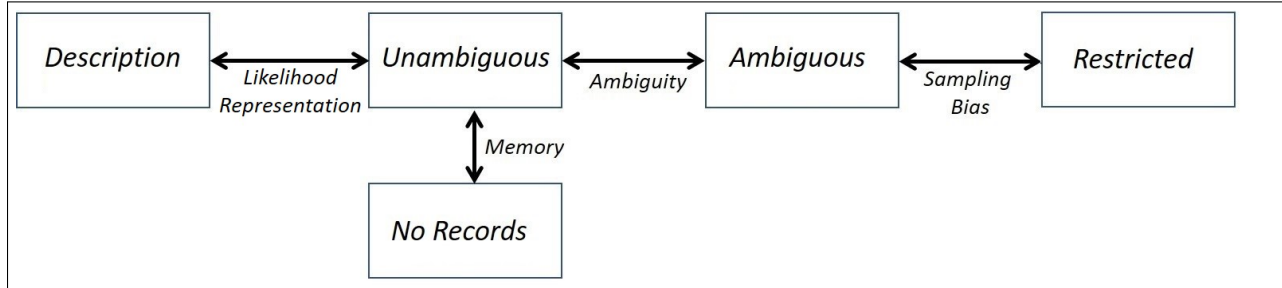 Description
Likelihood
Representation
Unambiguous
Ambiguity
Ambiguous
Sampling
Bias
Restricted
Memory
No Records